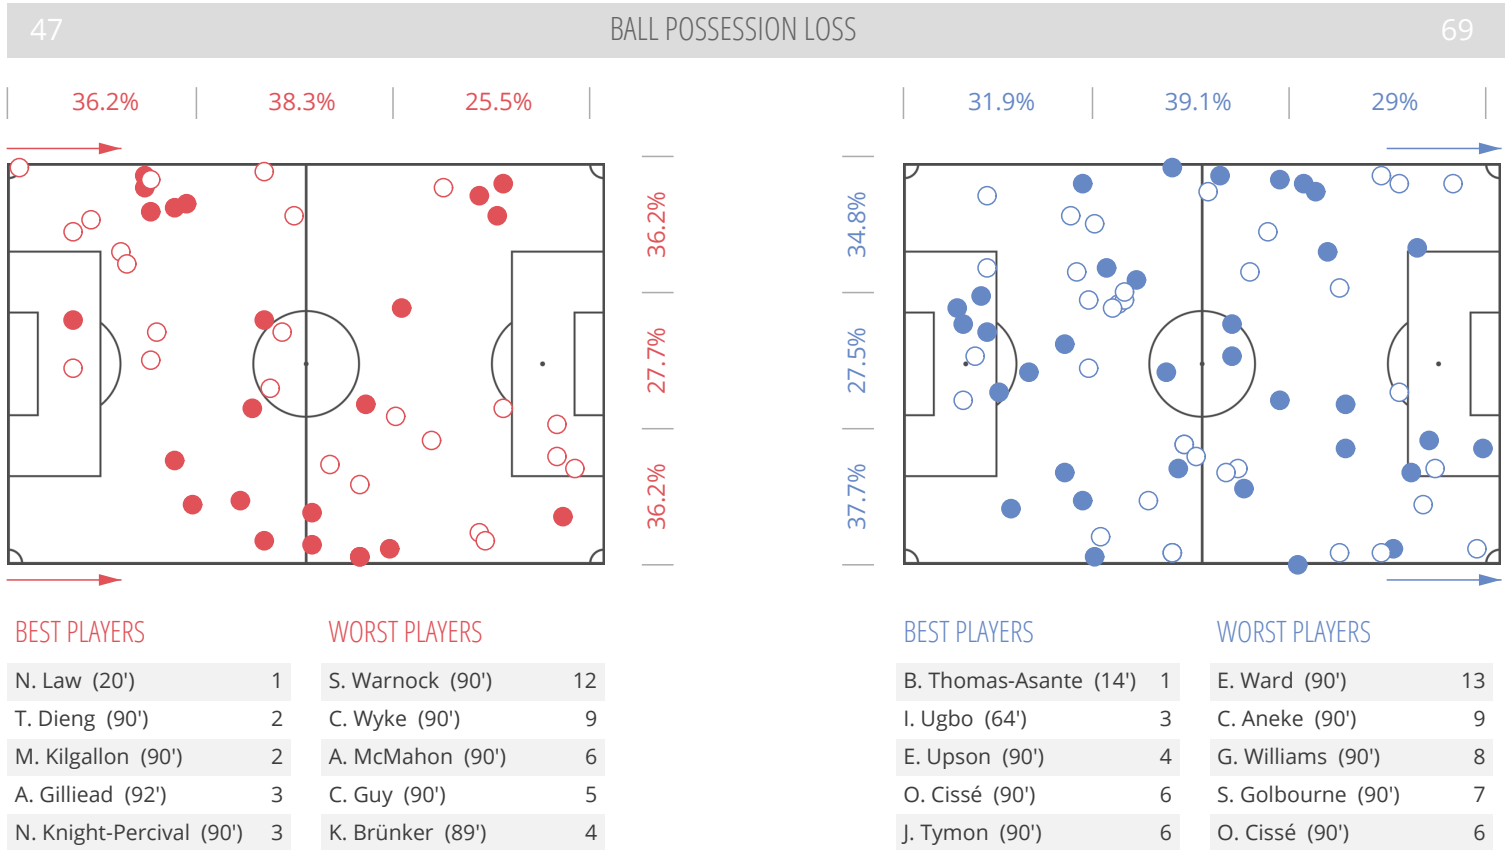 47 BALL POSSESSION LOSS 69
36.2% 38.3% 25.5%
31.9% 39.1% 29%
36.2%
27.7%
36.2%
34.8%
27.5%
37.7%
BEST PLAYERS
N. Law (20') 1
T. Dieng (90') 2
M. Kilgallon (90') 2
A. Gilliead (92') 3
N. Knight-Percival (90') 3
WORST PLAYERS
S. Warnock (90') 12
C. Wyke (90') 9
A. McMahon (90') 6
C. Guy (90') 5
K. Brünker (89') 4
BEST PLAYERS
B. Thomas-Asante (14') 1
I. Ugbo (64') 3
E. Upson (90') 4
O. Cissé (90') 6
J. Tymon (90') 6
WORST PLAYERS
E. Ward (90') 13
C. Aneke (90') 9
G. Williams (90') 8
S. Golbourne (90') 7
O. Cissé (90') 6